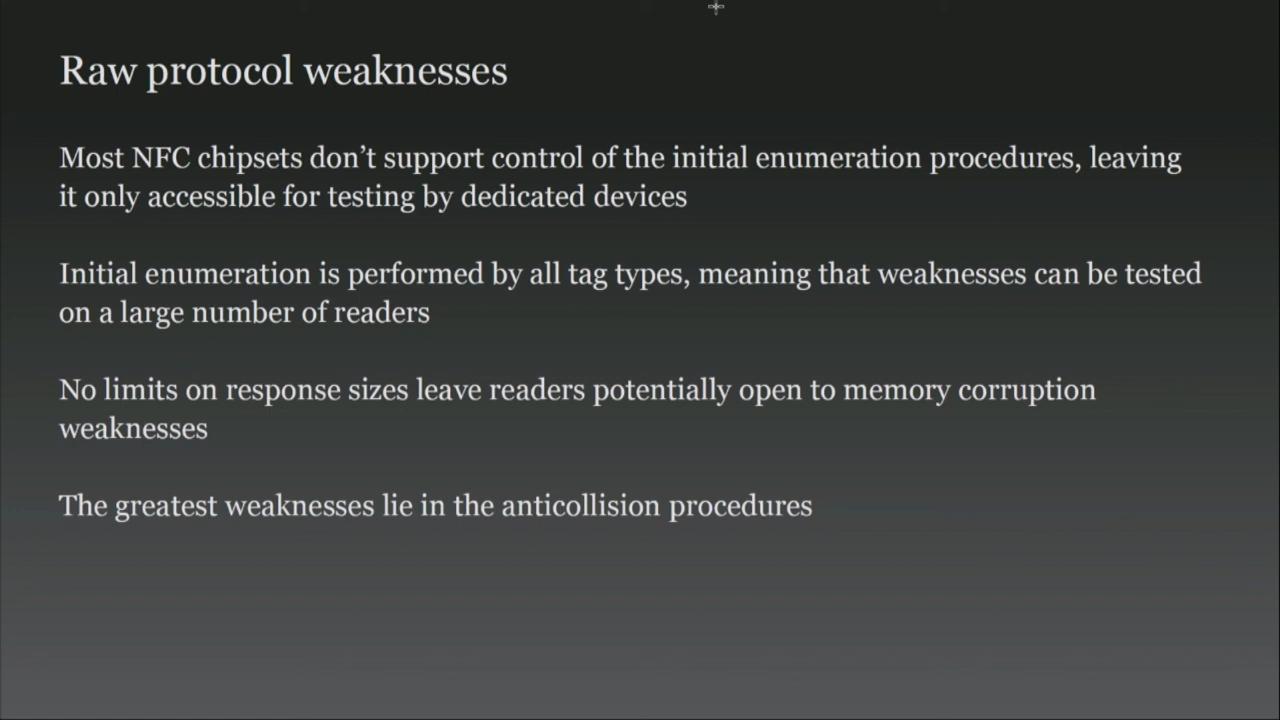 Raw protocol weaknesses
Most NFC chipsets don’t support control of the initial enumeration procedures, leaving
it only accessible for testing by dedicated devices
Initial enumeration is performed by all tag types, meaning that weaknesses can be tested
on a large number of readers
No limits on response sizes leave readers potentially open to memory corruption
weaknesses
The greatest weaknesses lie in the anticollision procedures